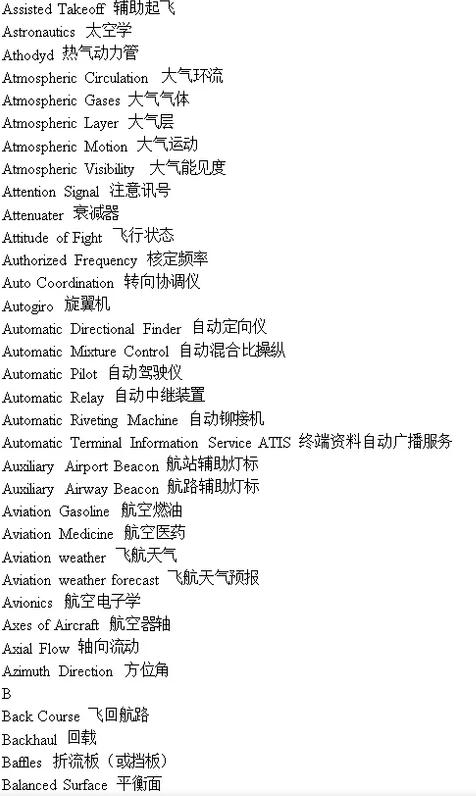 Assisted Takeoff 辅助起飞
Astronautics 太空学
Athodyd 热气动力管
Atmospheric Circulation 大气环流
Atmospheric Gases 大气气体
Atmospheric Layer 大气层
Atmospheric Motion 大气运动
Atmospheric Visibility 大气能见度
Attention Signal 注意讯号
Attenuater 衰减器
Attitude of Fight 飞行状态
Authorized Frequency 核定频率
Auto Coordination 转向协调仪
Autogiro 旋翼机
Automatic Directional Finder 自动定向仪
Automatic Mixture Control 自动混合比操纵
Automatic Pilot 自动驾驶仪
Automatic Relay 自动中继装置
Automatic Riveting Machine 自动铆接机
Automatic Terminal Information Service ATIS 终端资料自动广播服务
Auxiliary Airport Beacon 航站辅助灯标
Auxiliary Airway Beacon 航路辅助灯标
Aviation Gasoline 航空燃油
Aviation Medicine 航空医药
Aviation weather 飞航天气
Aviation weather forecast 飞航天气预报
Avionics 航空电子学
Axes of Aircraft 航空器轴
Axial Flow 轴向流动
Azimuth Direction 方位角
B
Back Course 飞回航路
Backhaul 回载
Baffles 折流板（或挡板）
Balanced Surface 平衡面